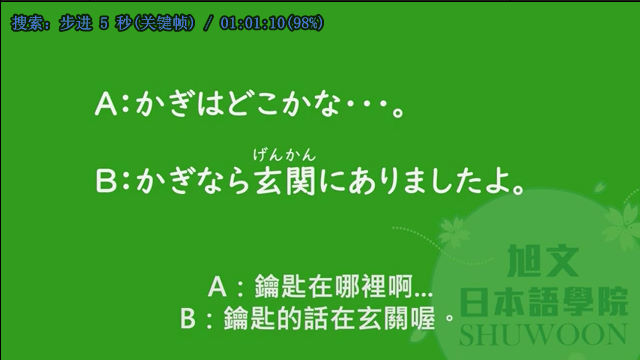 搜索: 步进 5 秒(关键帧) / 01:01:10(98%)
A:かぎはどこかな・・・。
げんかん
B:かぎなら玄関にありましたよ。
A：鑰匙在哪裡啊...
B：鑰匙的話在玄關喔。
旭文
日本語學院
SHUWOON